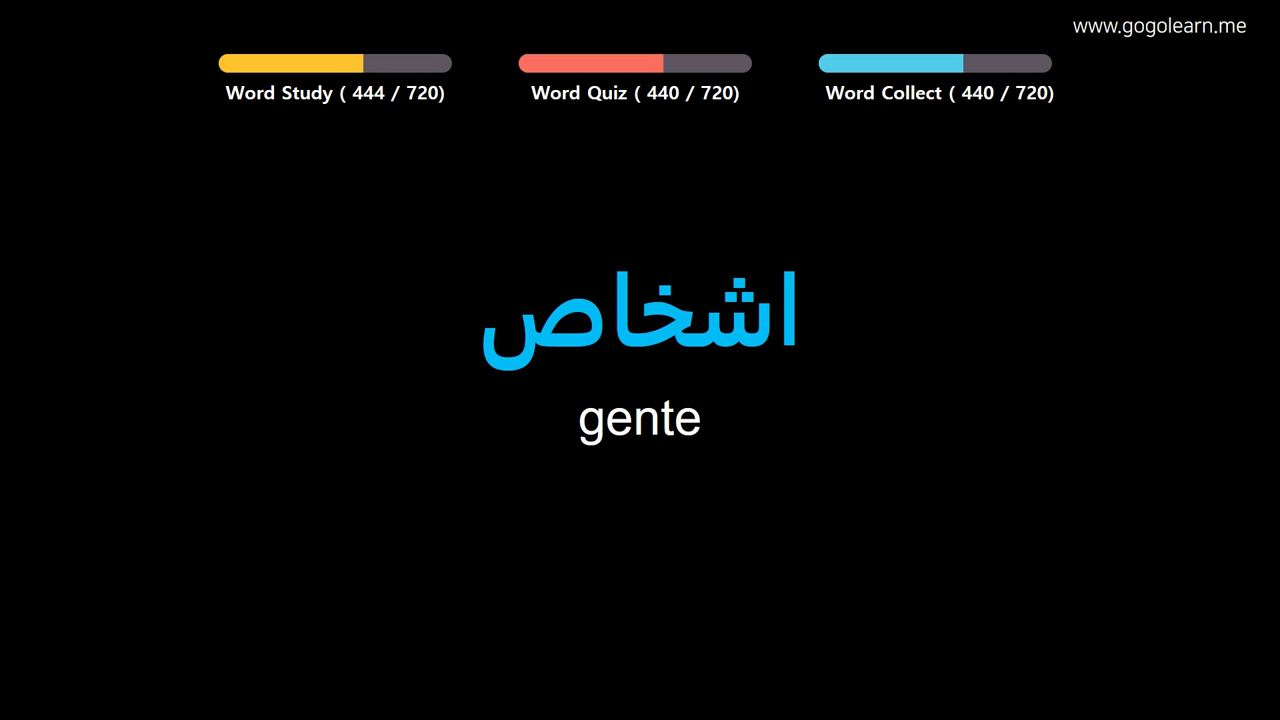 www.gogolearn.me
Word Study ( 444 / 720)
Word Quiz ( 440 / 720)
Word Collect ( 440 / 720)
اشخاص
gente